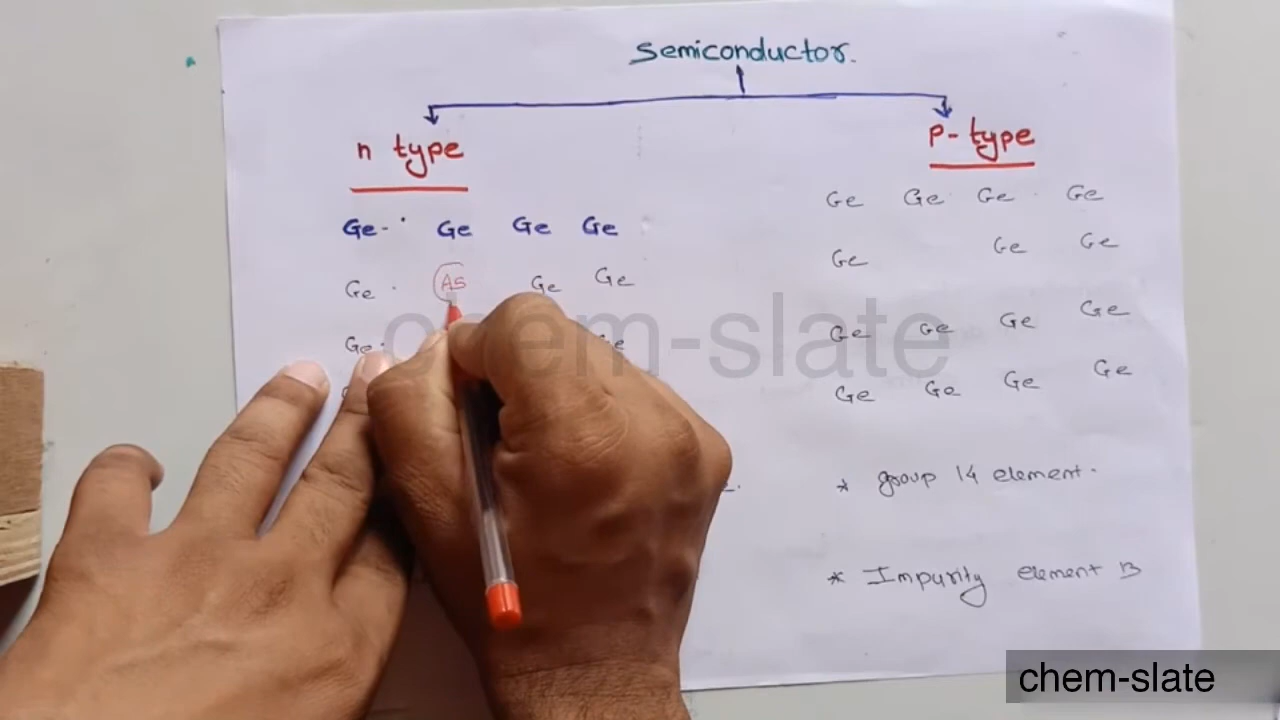 Semiconductor.
n type
P-type
Ge Ge Ge Ge
Ge Ge Ge Ge
Ge As Ge Ge
Ge Ge Ge
Ge
Ge Ge Ge Ge
Ge Ge Ge Ge
* group 14 element.
* Impurity element 13
chem-slate
chem-slate